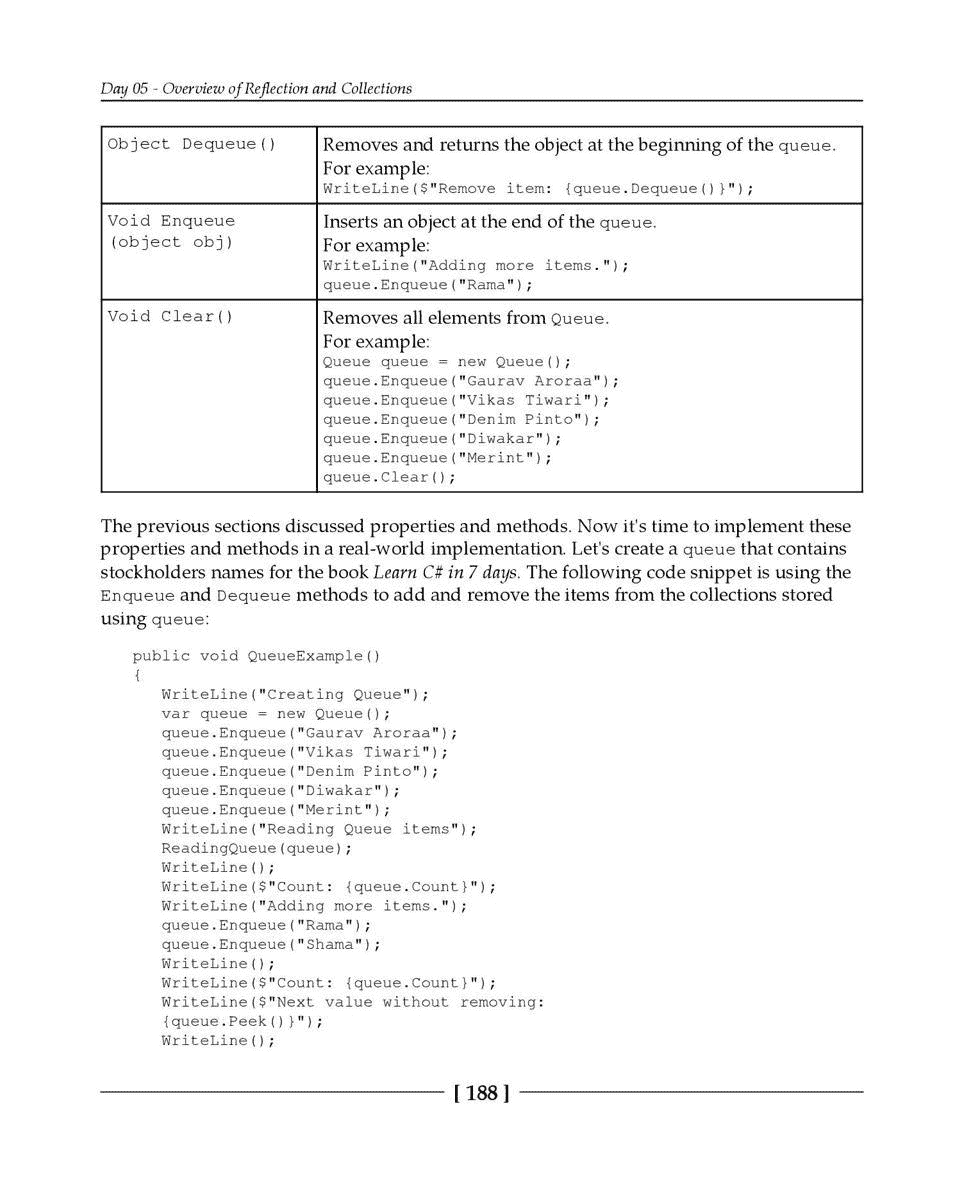 Day 05 - Overview of Reflection and Collections
Object Dequeue()
Removes and returns the object at the beginning of the queue.
For example:
WriteLine($"Remove item: {queue.Dequeue()}");
Void Enqueue
(object obj)
Inserts an object at the end of the queue.
For example:
WriteLine("Adding more items.");
queue.Enqueue("Rama");
Void Clear()
Removes all elements from Queue.
For example:
Queue queue = new Queue();
queue.Enqueue("Gaurav Aroraa");
queue.Enqueue("Vikas Tiwari");
queue.Enqueue("Denim Pinto");
queue.Enqueue("Diwakar");
queue.Enqueue("Merint");
queue.Clear();
The previous sections discussed properties and methods. Now it's time to implement these
properties and methods in a real-world implementation. Let's create a queue that contains
stockholders names for the book Learn C# in 7 days. The following code snippet is using the
Enqueue and Dequeue methods to add and remove the items from the collections stored
using queue:
public void QueueExample()
{
WriteLine("Creating Queue");
var queue = new Queue();
queue.Enqueue("Gaurav Aroraa");
queue.Enqueue("Vikas Tiwari");
queue.Enqueue("Denim Pinto");
queue.Enqueue("Diwakar");
queue.Enqueue("Merint");
WriteLine("Reading Queue items");
ReadingQueue(queue);
WriteLine();
WriteLine($"Count: {queue.Count}");
WriteLine("Adding more items.");
queue.Enqueue("Rama");
queue.Enqueue("Shama");
WriteLine();
WriteLine($"Count: {queue.Count}");
WriteLine($"Next value without removing:
{queue.Peek()}");
WriteLine();
[ 188 ]